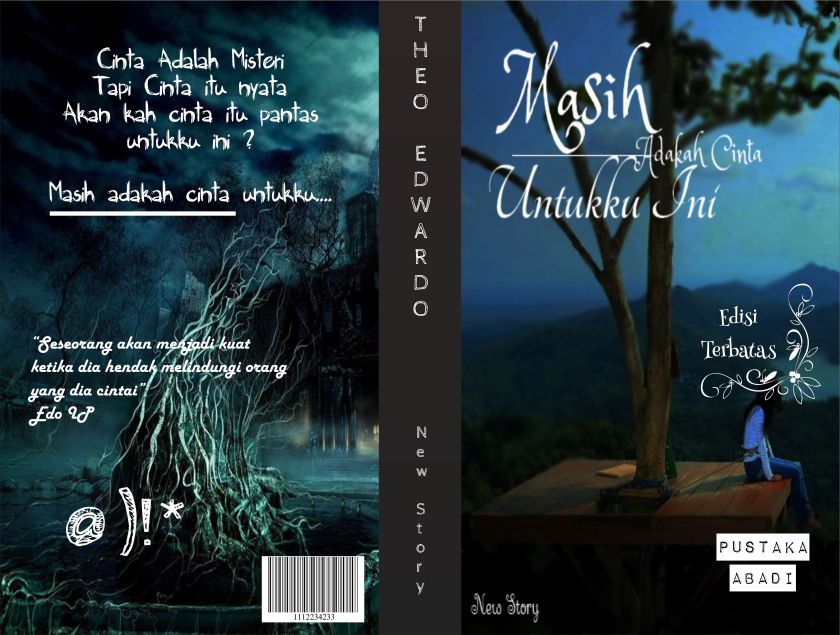 Cinta Adalah Misteri
Tapi Cinta itu nyata
Akan kah cinta itu pantas
untukku ini ?
Masih adakah cinta untukku....
“Seseorang akan menjadi kuat
ketika dia hendak melindungi orang
yang dia cintai”
Edo UP
@ )!*
1112234233
THEO EDWARDO
New Story
Masih
Adakah Cinta
Untukku Ini
Edisi
Terbatas
PUSTAKA
ABADI
New Story